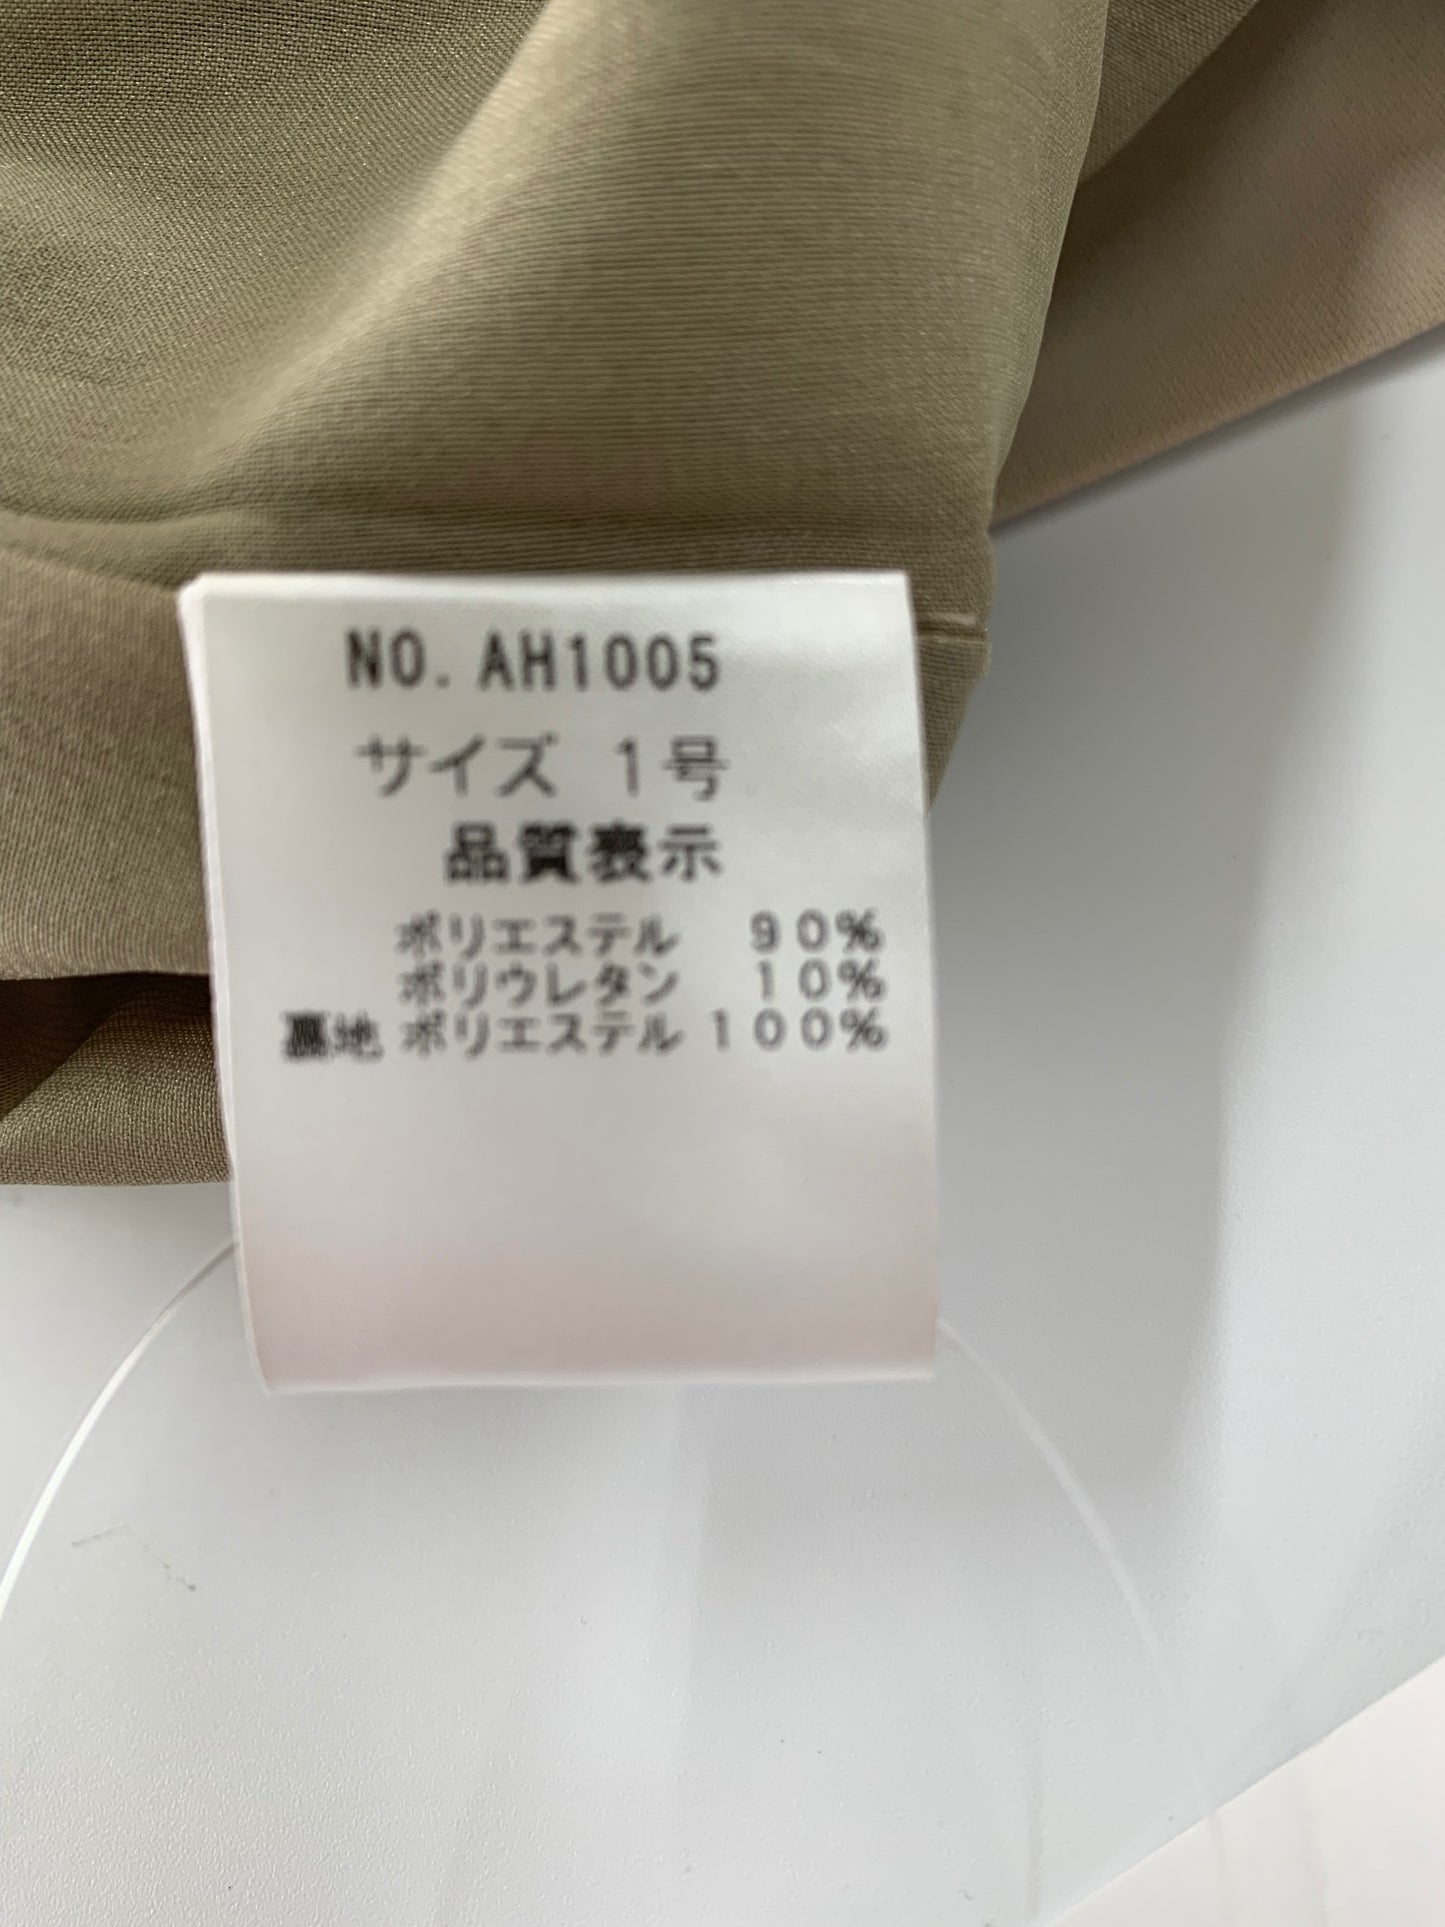 NO. AH1005
サイズ 1号
品質表示
ポリエステル 90%
ポリウレタン 10%
裏地 ポリエステル 100%